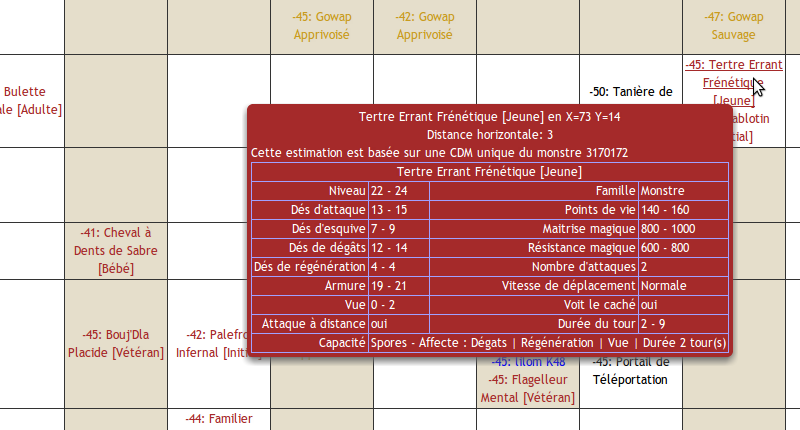 -45: Gowap
Apprivoisé
-42: Gowap
Apprivoisé
-47: Gowap
Sauvage
Bulette
le [Adulte]
-50: Tanière de
-45: Tertre Errant
Frénétique
[Jeune]
ablotin
ial]
Tertre Errant Frénétique [Jeune] en X=73 Y=14
Distance horizontale: 3
Cette estimation est basée sur une CDM unique du monstre 3170172
Tertre Errant Frénétique [Jeune]
Niveau 22 - 24 Famille Monstre
Dés d'attaque 13 - 15 Points de vie 140 - 160
Dés d'esquive 7 - 9 Maitrise magique 800 - 1000
Dés de dégâts 12 - 14 Résistance magique 600 - 800
Dés de régénération 4 - 4 Nombre d'attaques 2
Armure 19 - 21 Vitesse de déplacement Normale
Vue 0 - 2 Voit le caché oui
Attaque à distance oui Durée du tour 2 - 9
Capacité Spores - Affecte : Dégats | Régénération | Vue | Durée 2 tour(s)
-41: Cheval à
Dents de Sabre
[Bébé]
-45: Bouj'Dla
Placide [Vétéran]
-42: Palefro
Infernal [Initi
-45: lilom K48
-45: Flagelleur
Mental [Vétéran]
-45: Portail de
Téléportation
-44: Familier